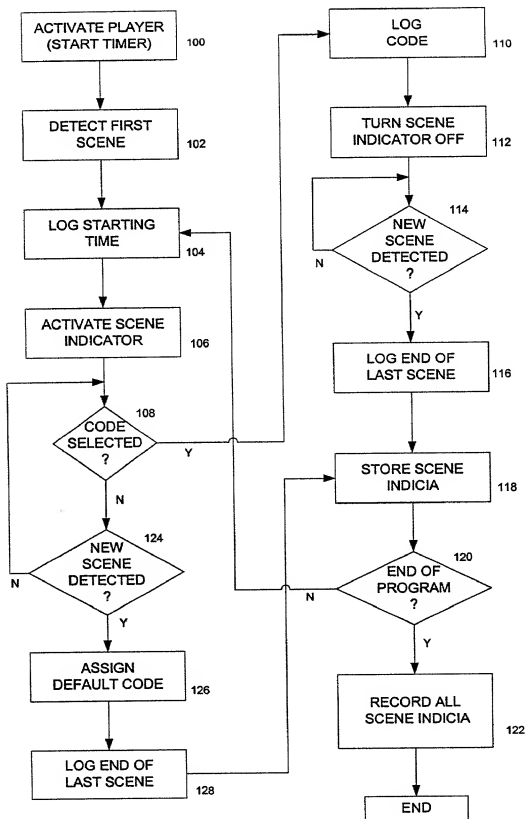 ACTIVATE PLAYER
(START TIMER)
100
DETECT FIRST
SCENE
102
LOG STARTING
TIME
104
ACTIVATE SCENE
INDICATOR
106
108
CODE
SELECTED
?
Y
N
124
NEW
SCENE
DETECTED
?
N
Y
ASSIGN
DEFAULT CODE
126
LOG END OF
LAST SCENE
128
LOG
CODE
110
TURN SCENE
INDICATOR OFF
112
114
NEW
SCENE
DETECTED
?
N
Y
LOG END OF
LAST SCENE
116
STORE SCENE
INDICIA
118
120
END OF
PROGRAM
?
N
Y
RECORD ALL
SCENE INDICIA
122
END